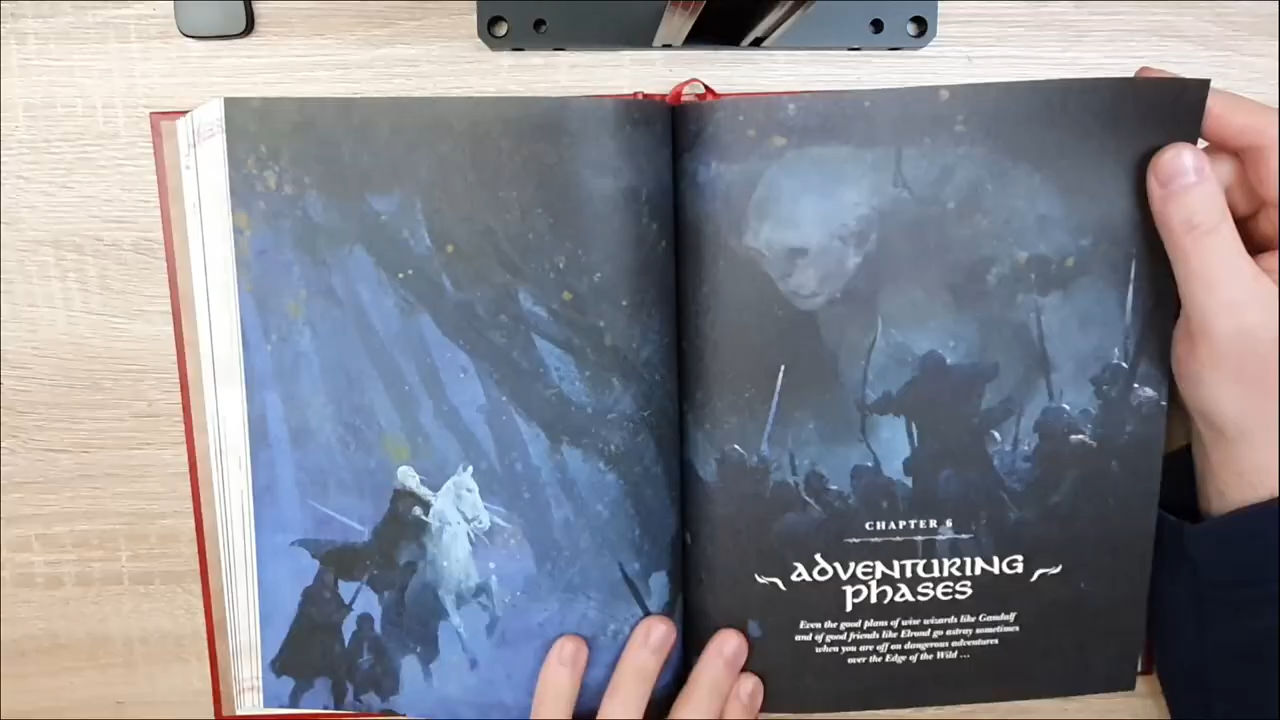 CHAPTER 6
ADVENTURING
PHASES
Even the good plans of wise wizards like Gandalf
and of good friends like Elrond go astray sometimes
when you are off on dangerous adventures
over the Edge of the Wild ...